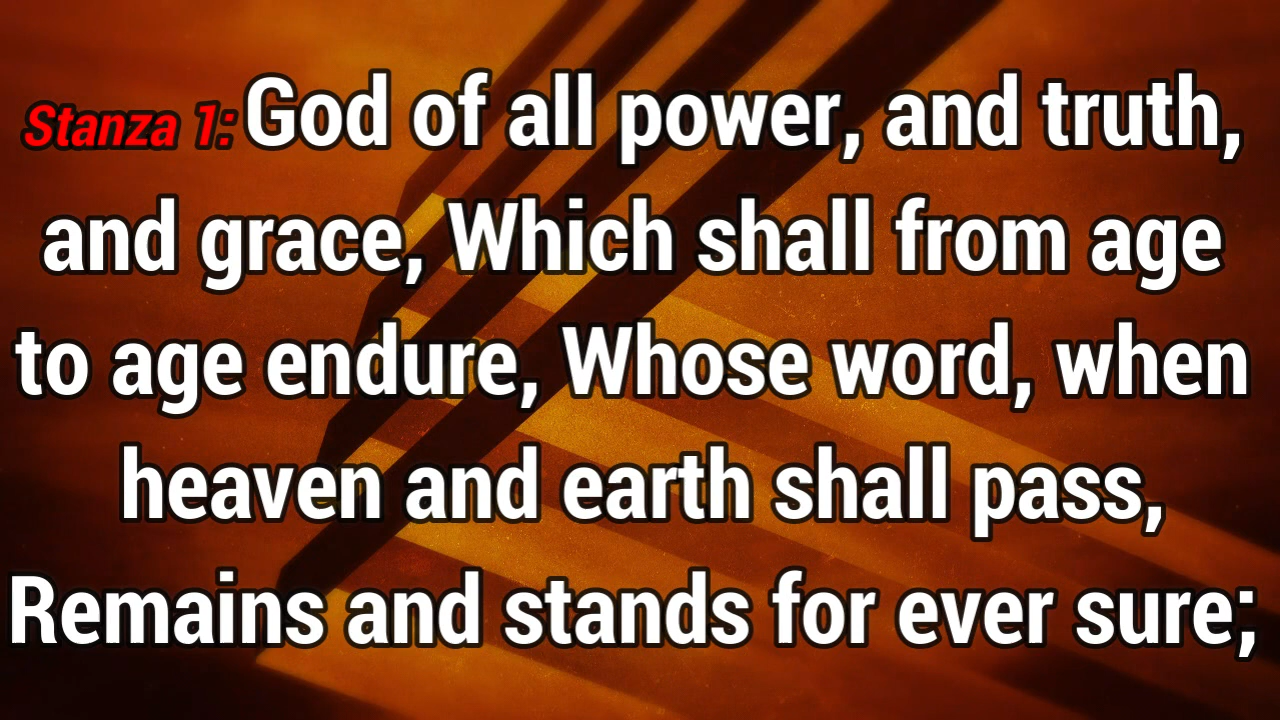 Stanza 1: God of all power, and truth,
and grace, Which shall from age
to age endure, Whose word, when
heaven and earth shall pass,
Remains and stands for ever sure;